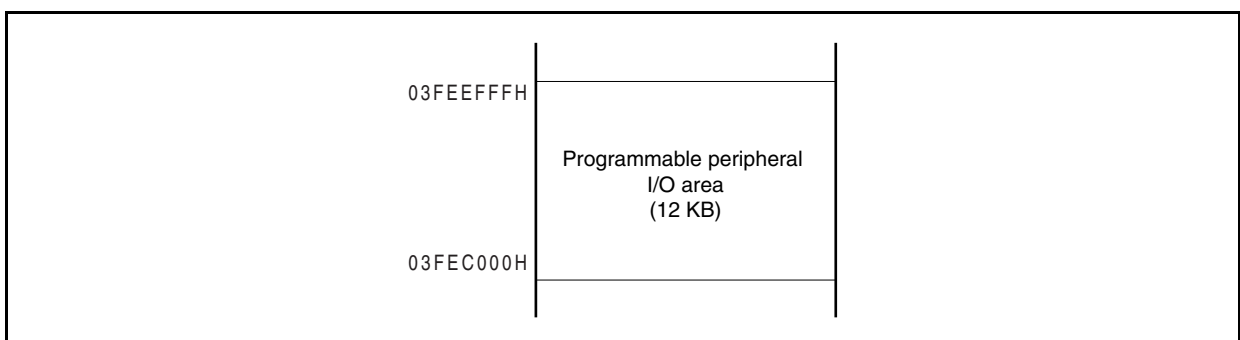 03FEEFFFH
Programmable peripheral
I/O area
(12 KB)
03FEC000H